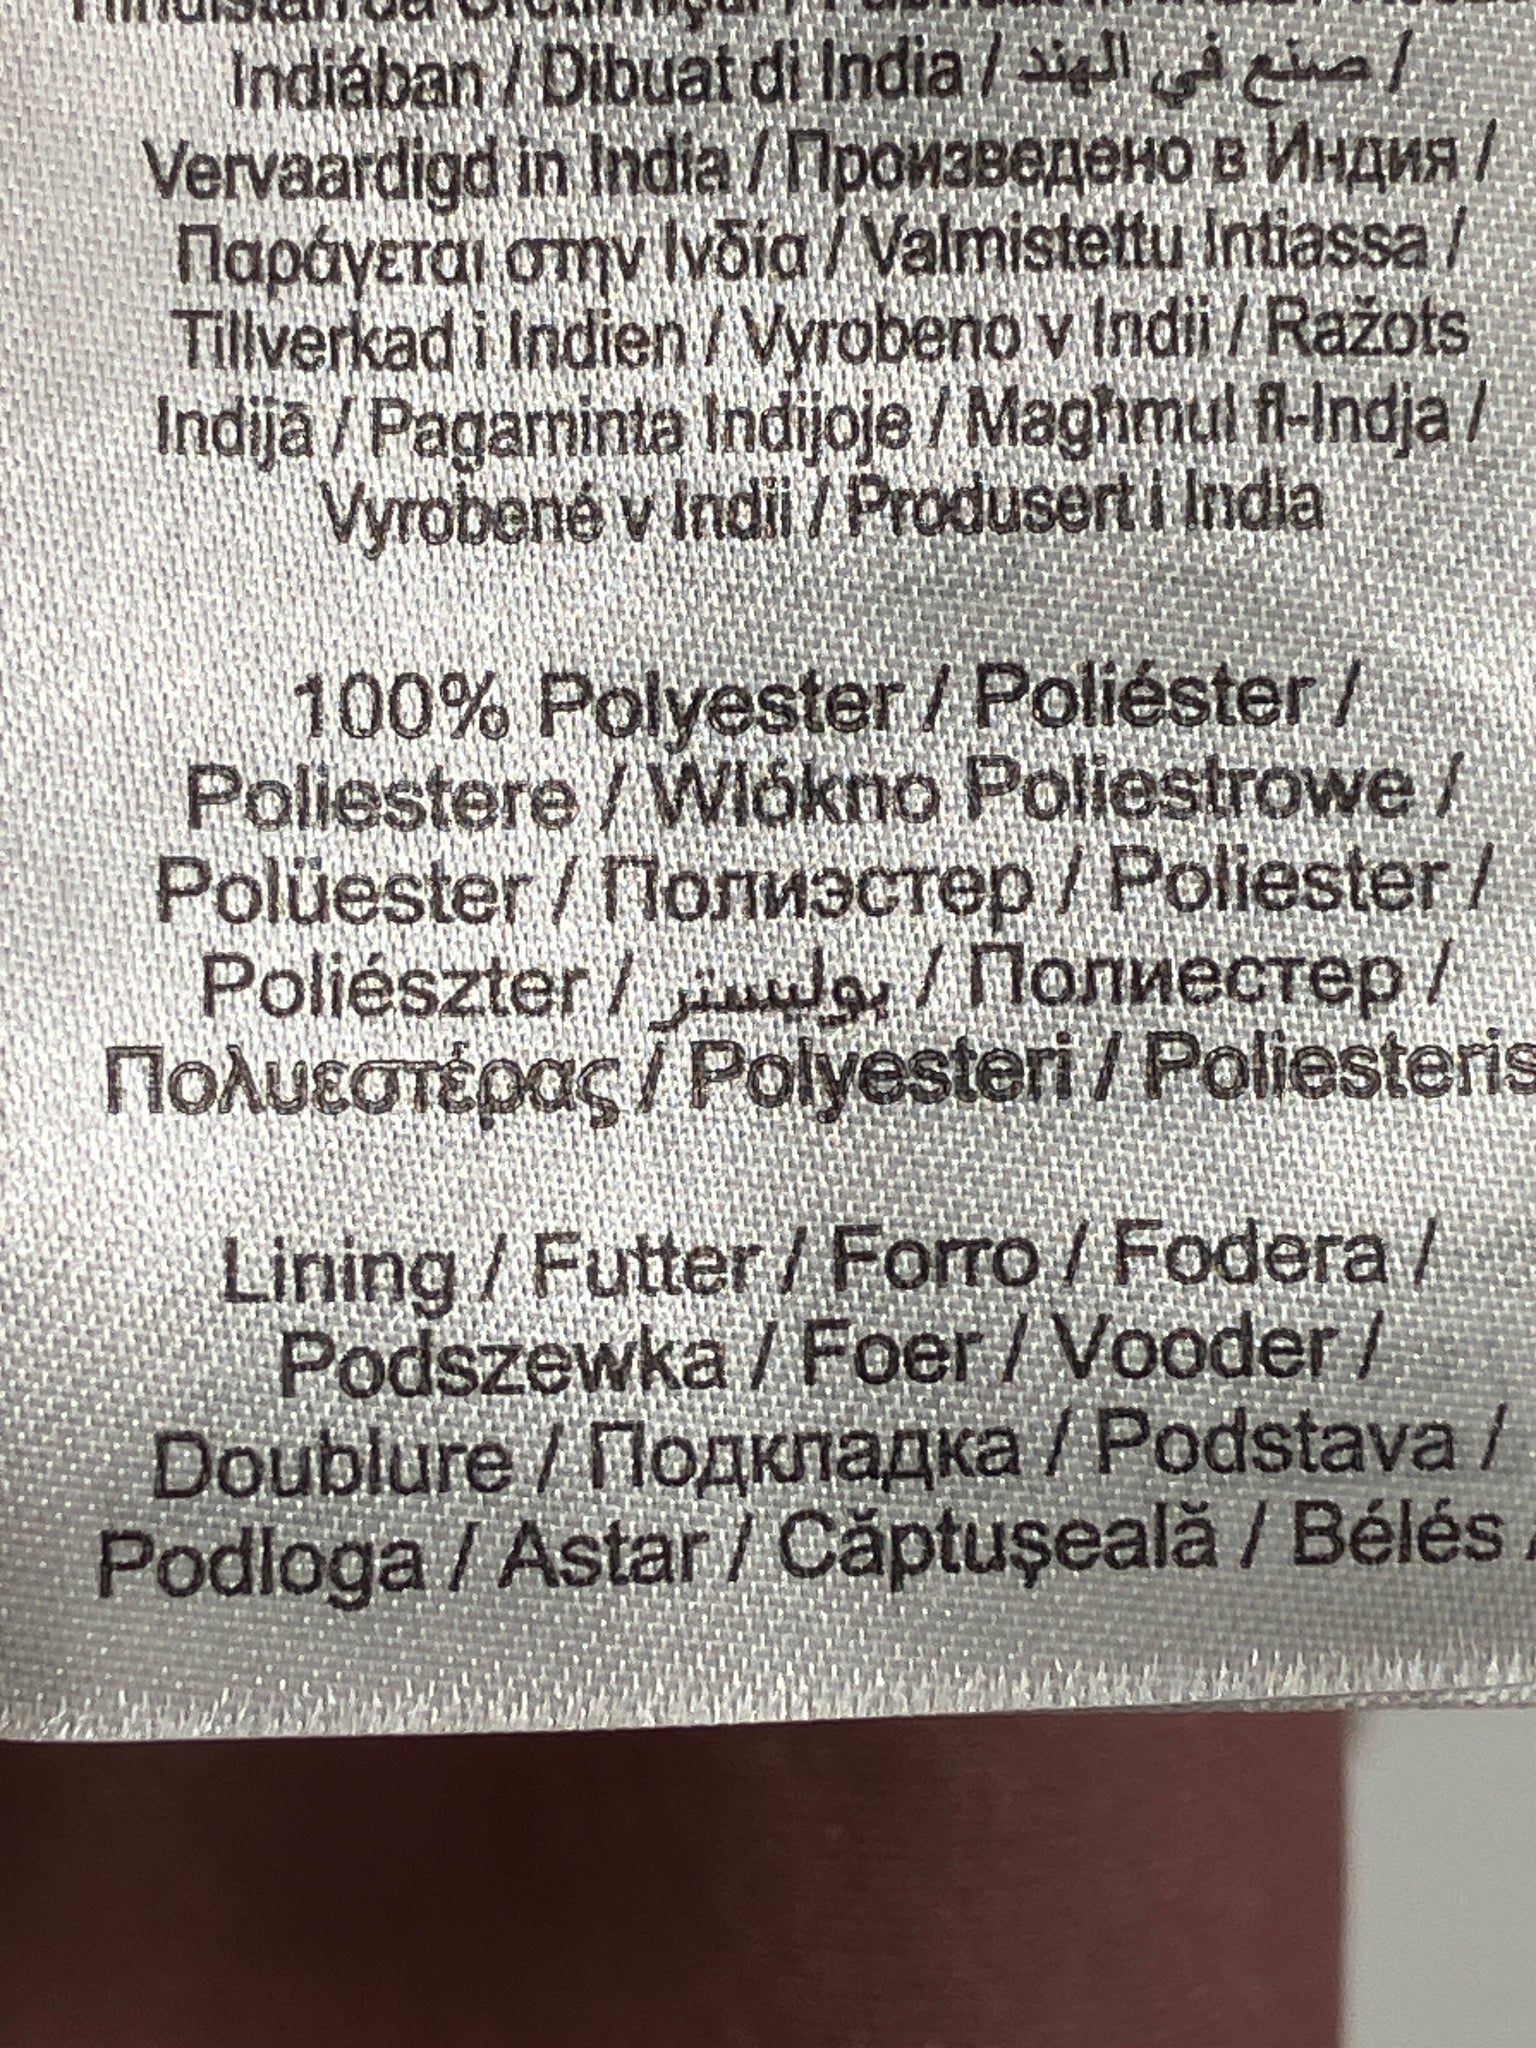 Indiában / Dibuat di India / صنع في الهند /
Vervaardigd in India / Произведено в Индия /
Παράγεται στην Ινδία / Valmistettu Intiassa /
Tillverkad i Indien / Vyrobeno v Indii / Ražots
Indijā / Pagaminta Indijoje / Magħmul fl-Indja /
Vyrobené v Indii / Produsert i India
100% Polyester / Poliéster /
Poliestere / Wlókno Poliestrowe /
Polüester / Полиэстер / Poliester /
Poliészter / بوليستر / Полиестер /
Πολυεστέρας / Polyesteri / Poliesteris
Lining / Futter / Forro / Fodera /
Podszewka / Foer / Vooder /
Doublure / Подкладка / Podstava /
Podloga / Astar / Căptuşeală / Bélés /